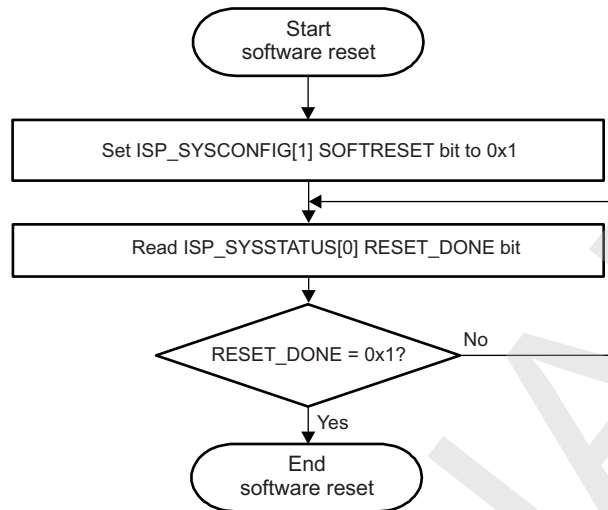 Start
software reset
Set ISP_SYSCONFIG[1] SOFTRESET bit to 0x1
Read ISP_SYSSTATUS[0] RESET_DONE bit
RESET_DONE = 0x1?
No
Yes
End
software reset